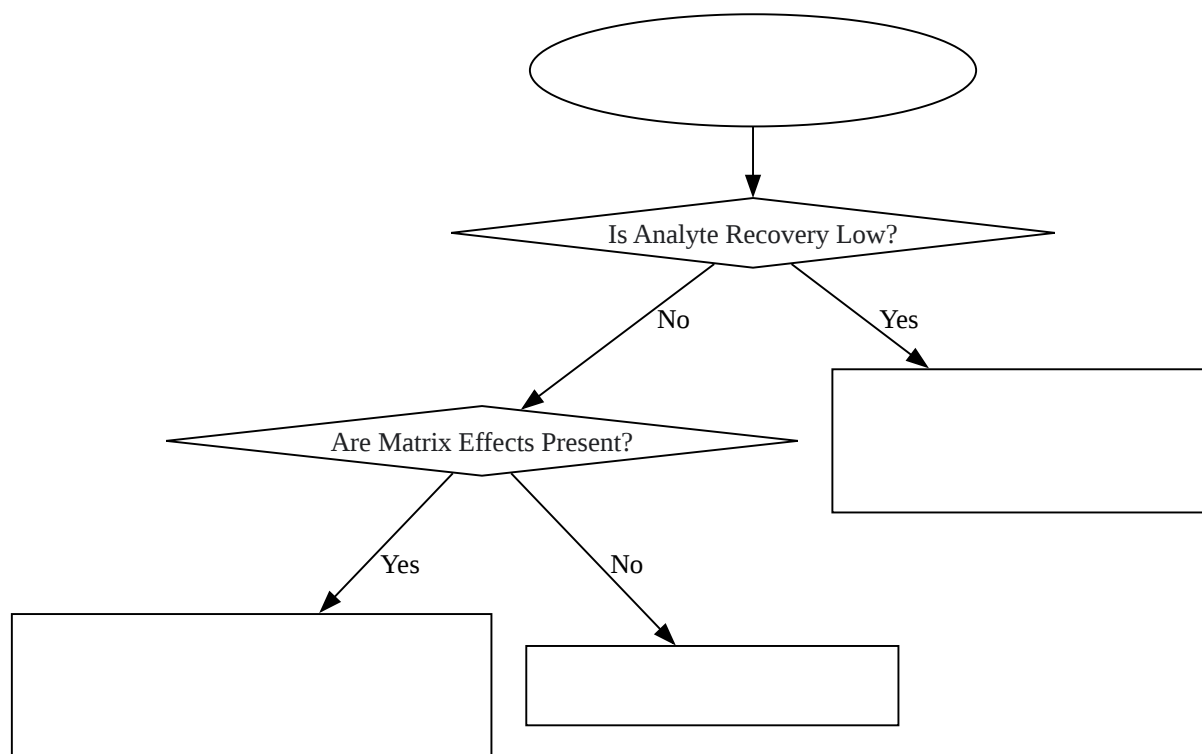 Is Analyte Recovery Low?
No
Yes
Are Matrix Effects Present?
Yes
No